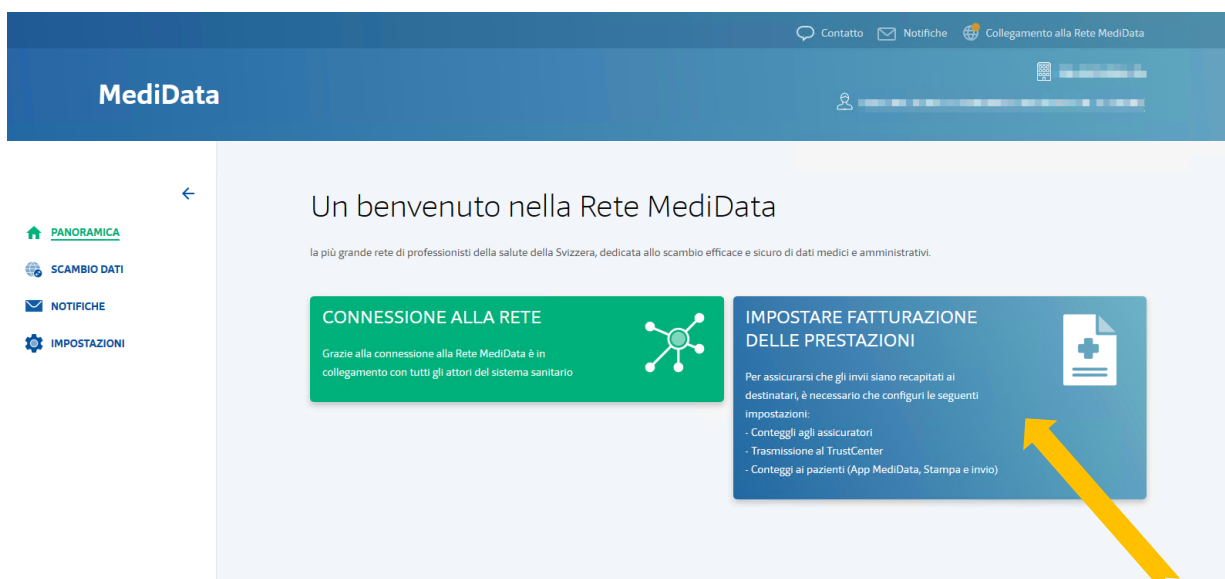 Contatto Notifiche Collegamento alla Rete MediData
MediData
Un benvenuto nella Rete MediData
PANORAMICA
la più grande rete di professionisti della salute della Svizzera, dedicata allo scambio efficace e sicuro di dati medici e amministrativi.
SCAMBIO DATI
NOTIFICHE
IMPOSTAZIONI
CONNESSIONE ALLA RETE
Grazie alla connessione alla Rete MediData è in
collegamento con tutti gli attori del sistema sanitario
IMPOSTARE FATTURAZIONE
DELLE PRESTAZIONI
Per assicurarsi che gli invii siano recapitati ai
destinatari, è necessario che configuri le seguenti
impostazioni:
- Conteggli agli assicuratori
- Trasmissione al TrustCenter
- Conteggi ai pazienti (App MediData, Stampa e invio)